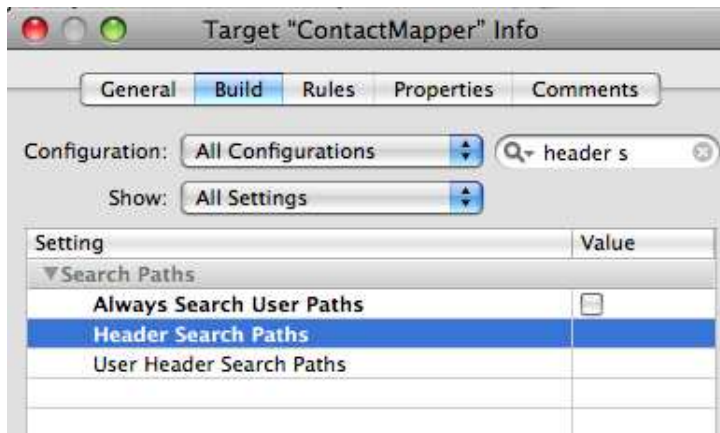 Target “ContactMapper” Info
General Build Rules Properties Comments
Configuration: All Configurations header s
Show: All Settings
Setting Value
Search Paths
Always Search User Paths
Header Search Paths
User Header Search Paths